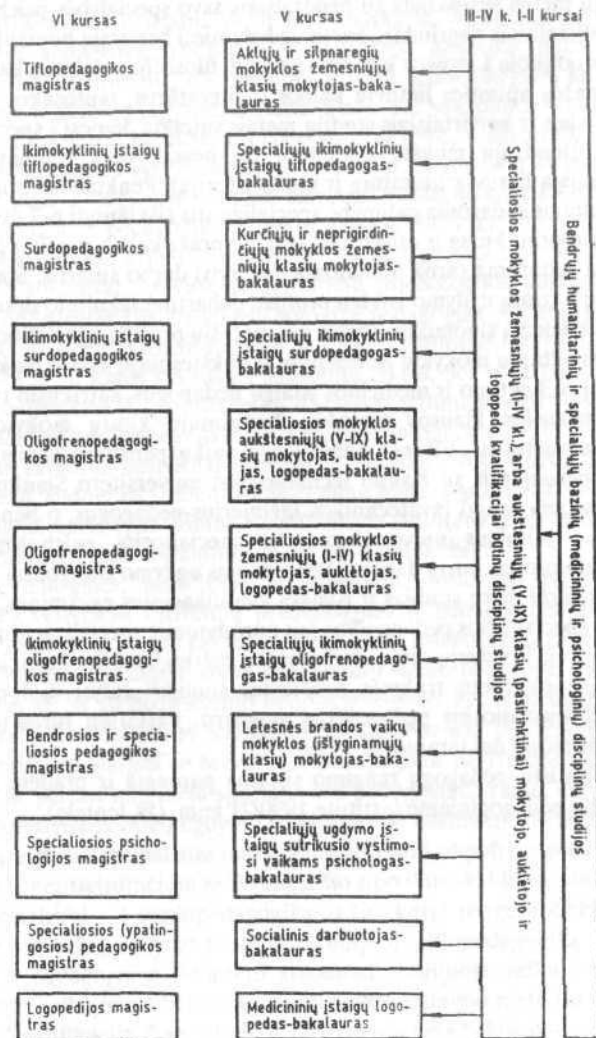 VI kursas
V kursas
III-IV k.
I-II kursai
Tiflopedagogikos
magistras
Aklųjų ir silpnaregių
mokyklos žemesniųjų
klasių mokytojas-baka-
lauras
Ikimokyklinių įstaigų
tiflopedagogikos
magistras
Specialiųjų ikimokyklinių
įstaigų tiflopedagogas-
bakalauras
Surdopedagogikos
magistras
Kurčiųjų ir neprigirdin-
čiųjų mokyklos žemes-
niųjų klasių mokytojas-
bakalauras
Ikimokyklinių įstaigų
surdopedagogikos
magistras
Specialiųjų ikimokyklinių
įstaigų surdopedagogas-
bakalauras
Oligofrenopedagogi-
kos magistras
Specialiosios mokyklos
aukštesniųjų (V-IX) kla-
sių mokytojas, auklėto-
jas, logopedas-bakalau-
ras
Oligofrenopedagogi-
kos magistras
Specialiosios mokyklos
žemesniųjų (I-IV) klasių
mokytojas, auklėtojas,
logopedas-bakalauras
Ikimokyklinių įstaigų
oligofrenopedagogi-
kos magistras
Specialiųjų ikimokyklinių
įstaigų oligofrenopedago-
gas-bakalauras
Bendrosios ir specia-
liosios pedagogikos
magistras
Lėtesnės brandos vaikų
mokyklos (išlyginamųjų
klasių) mokytojas-baka-
lauras
Specialiosios psicho-
logijos magistras
Specialiųjų ugdymo įs-
taigų sutrikusio vystimo-
si vaikams psichologas-
bakalauras
Specialiosios (ypatin-
gosios) pedagogikos
magistras
Socialinis darbuotojas-
bakalauras
Logopedijos magis-
tras
Medicininių įstaigų logo-
pedas-bakalauras
Specialiosios mokyklos žemesniųjų (I-IV kl.) arba aukštesniųjų (V-IX) klasių (pasirinktinai) mokytojo, auklėtojo ir
logopedo kvalifikacijai būtinų disciplinų studijos
Bendrųjų humanitarinių ir specialiųjų bazinių (medicininių ir psichologinių) disciplinų studijos